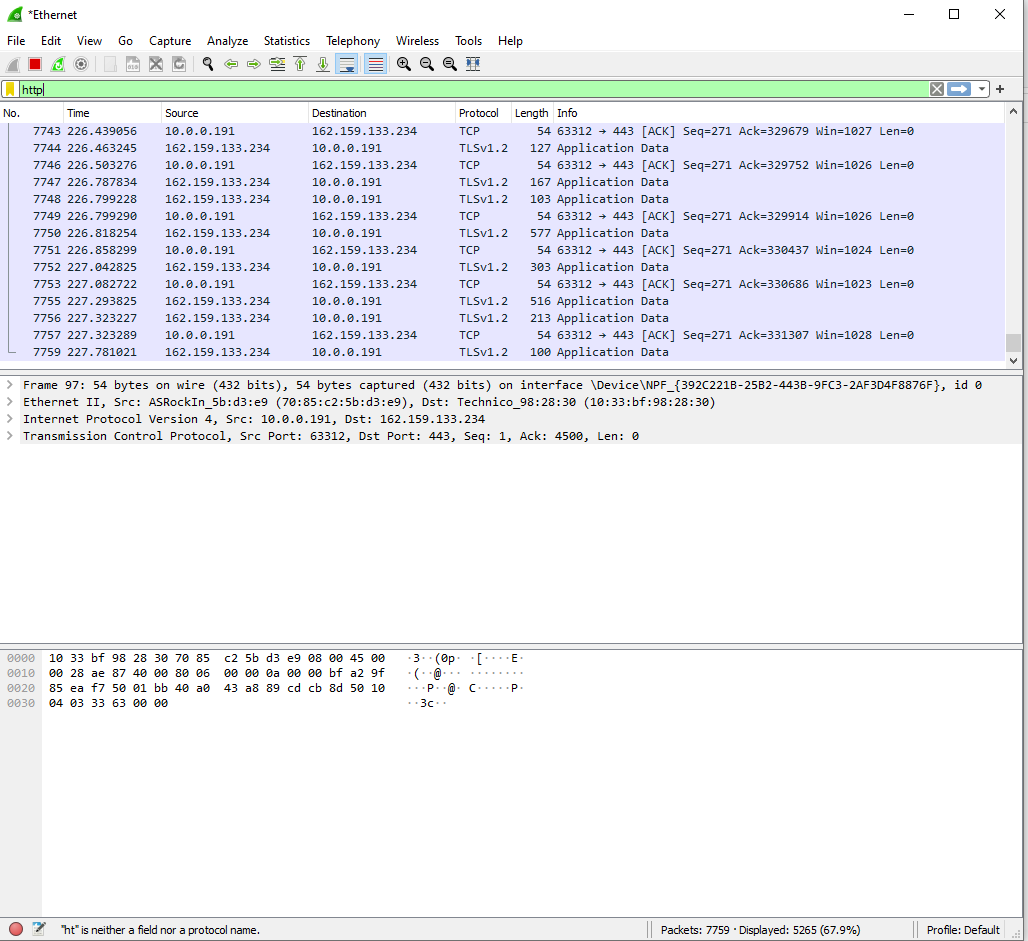 *Ethernet
File Edit View Go Capture Analyze Statistics Telephony Wireless Tools Help
http
No. Time Source Destination Protocol Length Info
7743 226.439056 10.0.0.191 162.159.133.234 TCP 54 63312 → 443 [ACK] Seq=271 Ack=329679 Win=1027 Len=0
7744 226.463245 162.159.133.234 10.0.0.191 TLSv1.2 127 Application Data
7746 226.503276 10.0.0.191 162.159.133.234 TCP 54 63312 → 443 [ACK] Seq=271 Ack=329752 Win=1026 Len=0
7747 226.787834 162.159.133.234 10.0.0.191 TLSv1.2 167 Application Data
7748 226.799228 162.159.133.234 10.0.0.191 TLSv1.2 103 Application Data
7749 226.799290 10.0.0.191 162.159.133.234 TCP 54 63312 → 443 [ACK] Seq=271 Ack=329914 Win=1026 Len=0
7750 226.818254 162.159.133.234 10.0.0.191 TLSv1.2 577 Application Data
7751 226.858299 10.0.0.191 162.159.133.234 TCP 54 63312 → 443 [ACK] Seq=271 Ack=330437 Win=1024 Len=0
7752 227.042825 162.159.133.234 10.0.0.191 TLSv1.2 303 Application Data
7753 227.082722 10.0.0.191 162.159.133.234 TCP 54 63312 → 443 [ACK] Seq=271 Ack=330686 Win=1023 Len=0
7755 227.293825 162.159.133.234 10.0.0.191 TLSv1.2 516 Application Data
7756 227.323227 162.159.133.234 10.0.0.191 TLSv1.2 213 Application Data
7757 227.323289 10.0.0.191 162.159.133.234 TCP 54 63312 → 443 [ACK] Seq=271 Ack=331307 Win=1028 Len=0
7759 227.781021 162.159.133.234 10.0.0.191 TLSv1.2 100 Application Data
Frame 97: 54 bytes on wire (432 bits), 54 bytes captured (432 bits) on interface \Device\NPF_{392C221B-25B2-443B-9FC3-2AF3D4F8876F}, id 0
Ethernet II, Src: ASRockIn_5b:d3:e9 (70:85:c2:5b:d3:e9), Dst: Technico_98:28:30 (10:33:bf:98:28:30)
Internet Protocol Version 4, Src: 10.0.0.191, Dst: 162.159.133.234
Transmission Control Protocol, Src Port: 63312, Dst Port: 443, Seq: 1, Ack: 4500, Len: 0
0000 10 33 bf 98 28 30 70 85 c2 5b d3 e9 08 00 45 00 ·3··(0p· ·[····E·
0010 00 28 ae 87 40 00 80 06 00 00 0a 00 00 bf a2 9f ·(··@··· ········
0020 85 ea f7 50 01 bb 40 a0 43 a8 89 cd cb 8d 50 10 ···P··@· C·····P·
0030 04 03 33 63 00 00 ··3c··
"ht" is neither a field nor a protocol name. Packets: 7759 · Displayed: 5265 (67.9%) Profile: Default